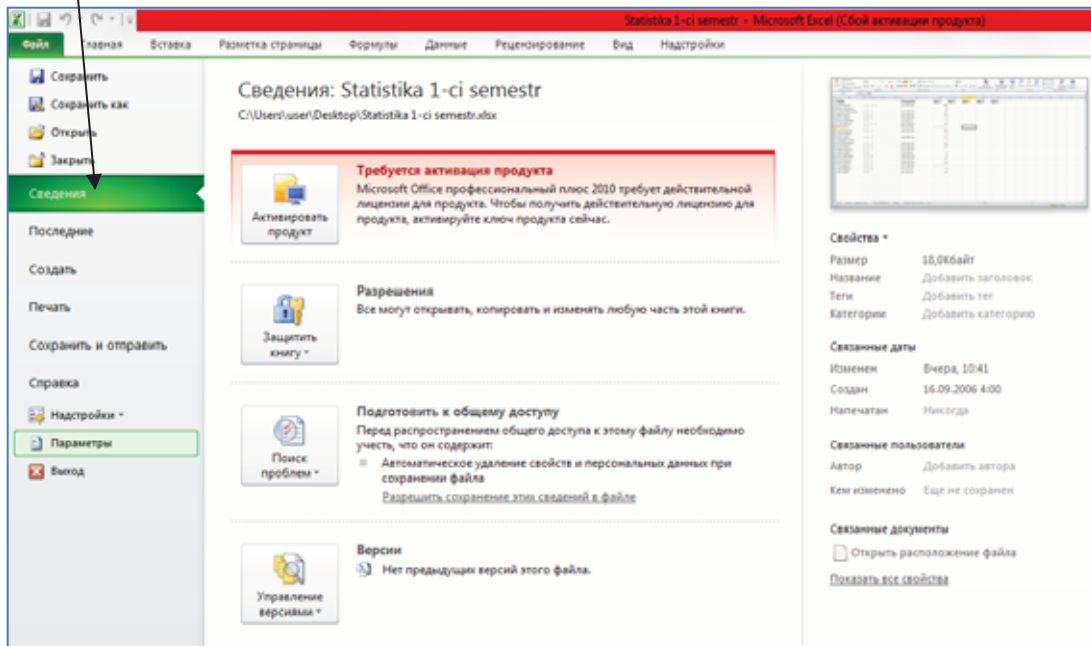 Statistika 1-ci semestr - Microsoft Excel (Сбой активации продукта)
Файл Главная Вставка Разметка страницы Формулы Данные Рецензирование Вид Надстройки
Сохранить
Сохранить как
Открыть
Закрыть
Сведения
Последние
Создать
Печать
Сохранить и отправить
Справка
Надстройки
Параметры
Выход
Сведения: Statistika 1-ci semestr
C:\Users\user\Desktop\Statistika 1-ci semestr.xlsx
Активировать
продукт
Требуется активация продукта
Microsoft Office профессиональный плюс 2010 требует действительной
лицензии для продукта. Чтобы получить действительную лицензию для
продукта, активируйте ключ продукта сейчас.
Защитить
книгу
Разрешения
Все могут открывать, копировать и изменять любую часть этой книги.
Поиск
проблем
Подготовить к общему доступу
Перед распространением общего доступа к этому файлу необходимо
учесть, что он содержит:
Автоматическое удаление свойств и персональных данных при
сохранении файла
Разрешить сохранение этих сведений в файле
Управление
версиями
Версии
Нет предыдущих версий этого файла.
Свойства
Размер 18,0Кбайт
Название Добавить заголовок
Теги Добавить тег
Категории Добавить категорию
Связанные даты
Изменен Вчера, 10:41
Создан 16.09.2006 4:00
Напечатан Никогда
Связанные пользователи
Автор Добавить автора
Кем изменено Еще не сохранен
Связанные документы
Открыть расположение файла
Показать все свойства